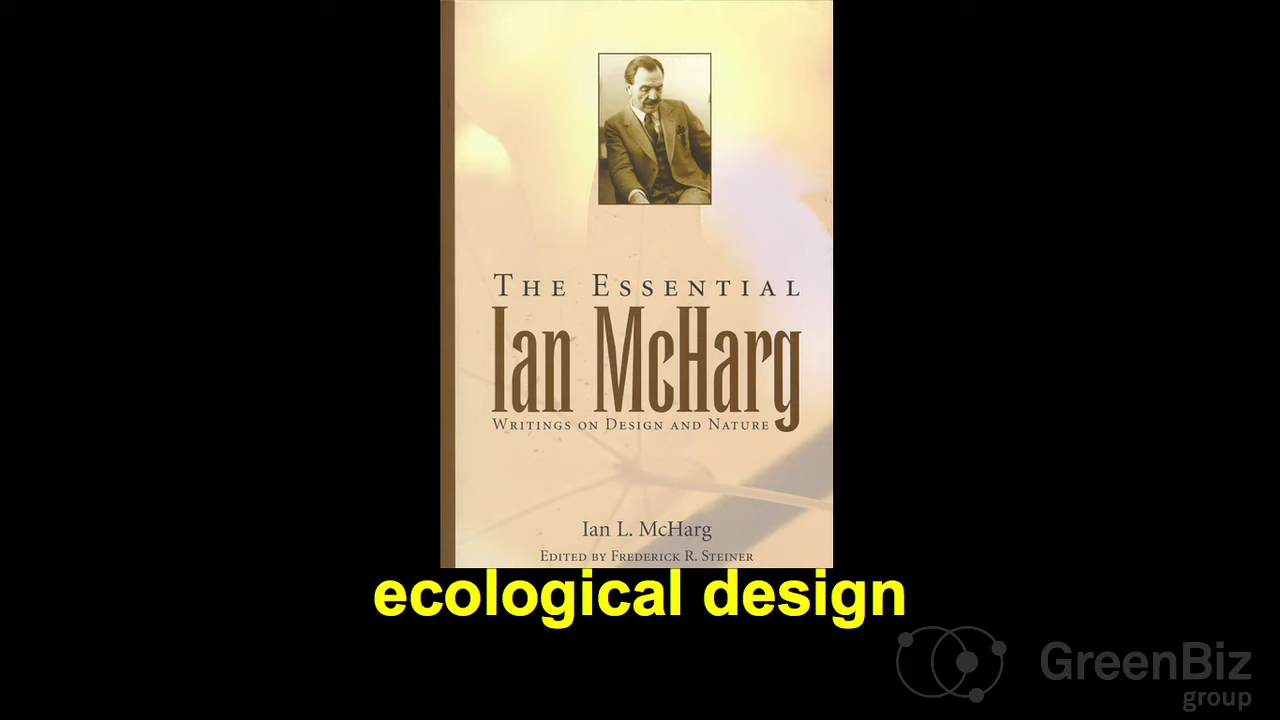 THE ESSENTIAL
Ian McHarg
WRITINGS ON DESIGN AND NATURE
Ian L. McHarg
EDITED BY FREDERICK R. STEINER
ecological design
GreenBiz
group